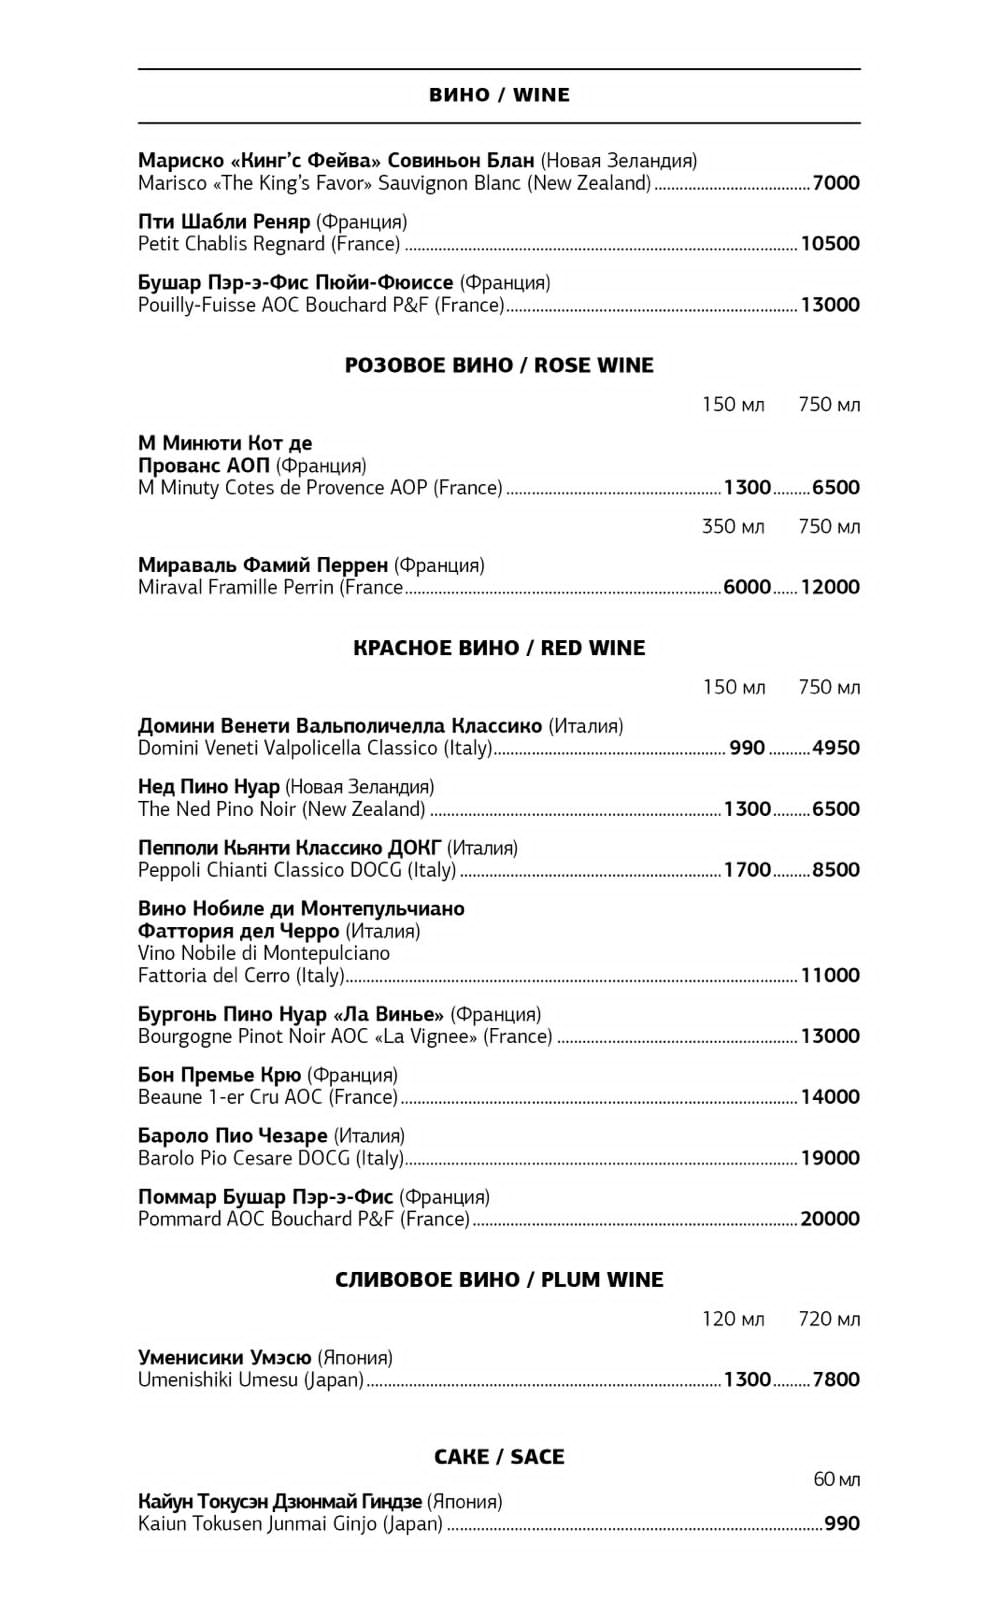 ВИНО / WINE
Мариско «Кинг’с Фейва» Совиньон Блан (Новая Зеландия)
Marisco «The King’s Favor» Sauvignon Blanc (New Zealand) 7000
Пти Шабли Реняр (Франция)
Petit Chablis Regnard (France) 10500
Бушар Пэр-э-Фис Пюйи-Фюиссе (Франция)
Pouilly-Fuisse AOC Bouchard P&F (France) 13000
РОЗОВОЕ ВИНО / ROSE WINE
150 мл 750 мл
М Минюти Кот де
Прованс АОП (Франция)
M Minuty Cotes de Provence AOP (France) 1300 6500
350 мл 750 мл
Мираваль Фамий Перрен (Франция)
Miraval Framille Perrin (France 6000 12000
КРАСНОЕ ВИНО / RED WINE
150 мл 750 мл
Домини Венети Вальполичелла Классико (Италия)
Domini Veneti Valpolicella Classico (Italy) 990 4950
Нед Пино Нуар (Новая Зеландия)
The Ned Pino Noir (New Zealand) 1300 6500
Пепполи Кьянти Классико ДОКГ (Италия)
Peppoli Chianti Classico DOCG (Italy) 1700 8500
Вино Нобиле ди Монтепульчиано
Фаттория дел Черро (Италия)
Vino Nobile di Montepulciano
Fattoria del Cerro (Italy) 11000
Бургонь Пино Нуар «Ла Винье» (Франция)
Bourgogne Pinot Noir AOC «La Vignee» (France) 13000
Бон Премье Крю (Франция)
Beaune 1-er Cru AOC (France) 14000
Бароло Пио Чезаре (Италия)
Barolo Pio Cesare DOCG (Italy) 19000
Поммар Бушар Пэр-э-Фис (Франция)
Pommard AOC Bouchard P&F (France) 20000
СЛИВОВОЕ ВИНО / PLUM WINE
120 мл 720 мл
Уменисики Умэсю (Япония)
Umenishiki Umesu (Japan) 1300 7800
САКЕ / SACE
60 мл
Кайун Токусэн Дзюнмай Гиндзе (Япония)
Kaiun Tokusen Junmai Ginjo (Japan) 990